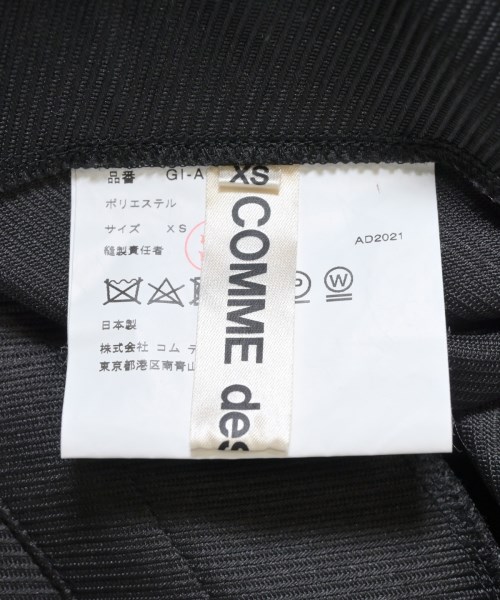 品番 GI-A
XS
ポリエステル
サイズ XS
縫製責任者
AD2021
P
W
日本製
株式会社 コム デ
東京都港区南青山
COMME des